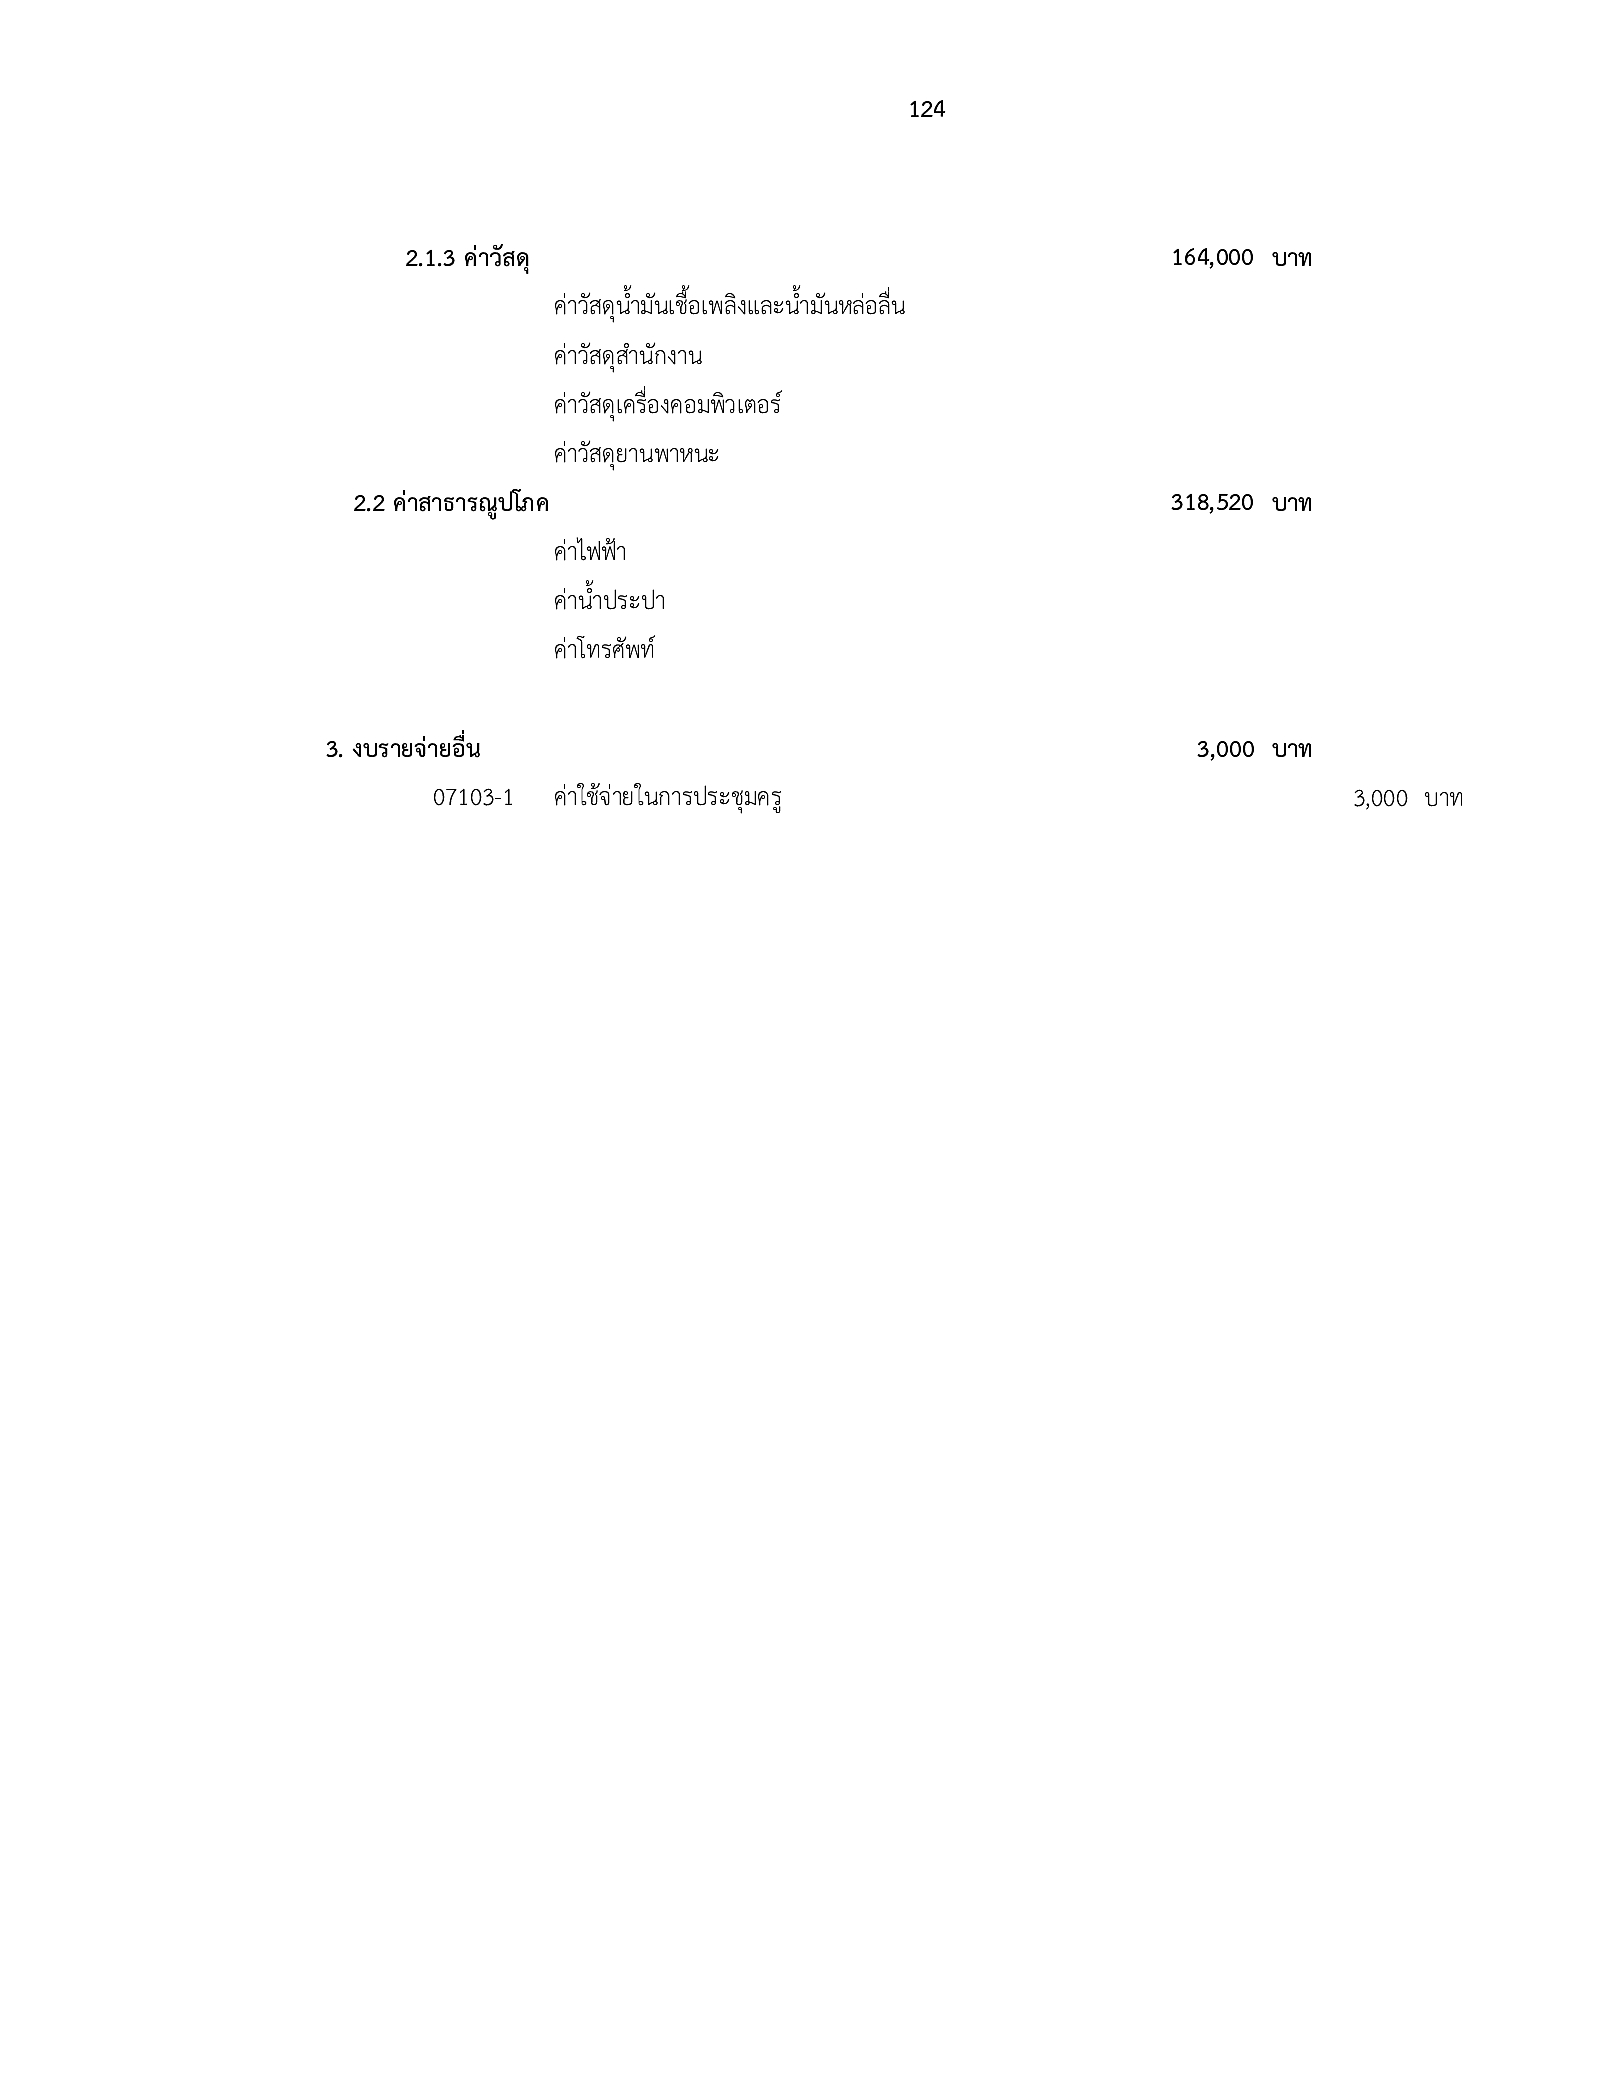 124
2.1.3 ค่าวัสดุ 164,000 บาท
ค่าวัสดุน้ำมันเชื้อเพลิงและน้ำมันหล่อลื่น
ค่าวัสดุสำนักงาน
ค่าวัสดุเครื่องคอมพิวเตอร์
ค่าวัสดุยานพาหนะ
2.2 ค่าสาธารณูปโภค 318,520 บาท
ค่าไฟฟ้า
ค่าน้ำประปา
ค่าโทรศัพท์
3. งบรายจ่ายอื่น 3,000 บาท
07103-1 ค่าใช้จ่ายในการประชุมครู 3,000 บาท